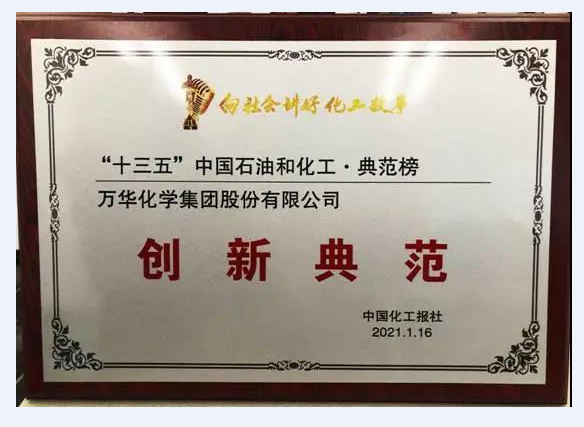 向社会讲好化工故事
“十三五”中国石油和化工·典范榜
万华化学集团股份有限公司
创新典范
中国化工报社
2021.1.16